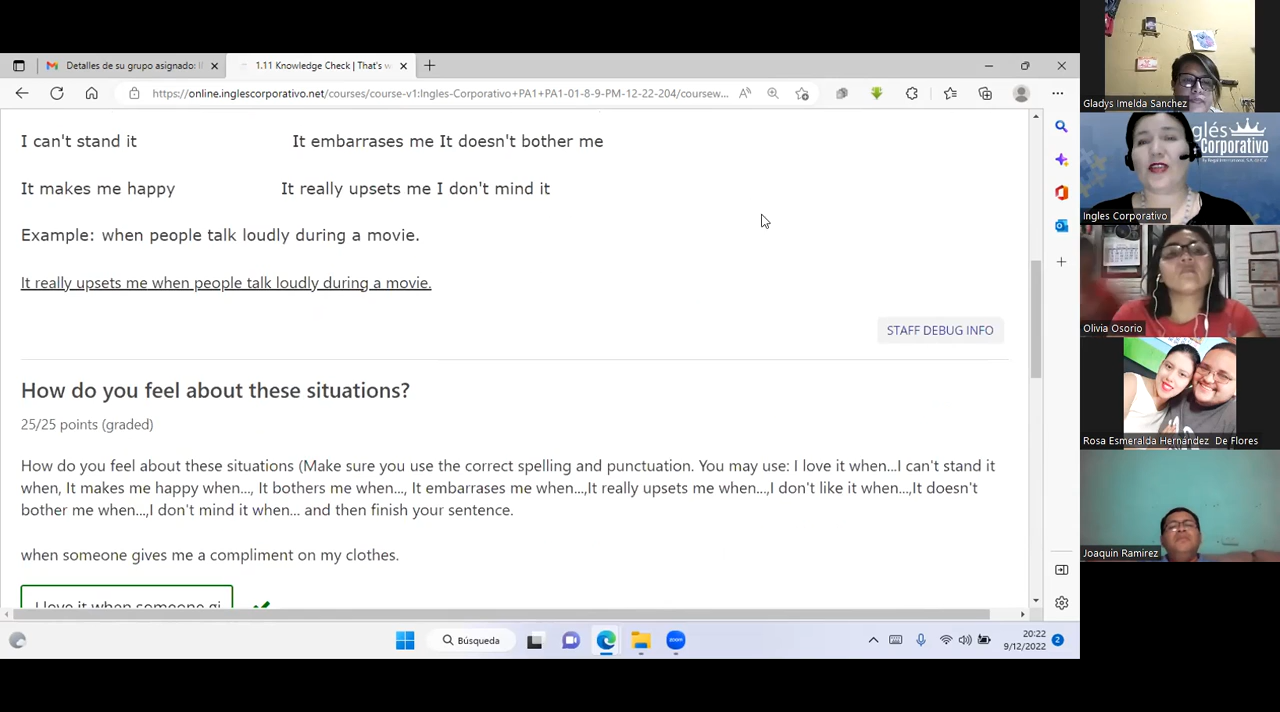 Detalles de su grupo asignado: I
1.11 Knowledge Check | That's w
https://online.inglescorporativo.net/courses/course-v1:Ingles-Corporativo+PA1+PA1-01-8-9-PM-12-22-204/coursew...
I can't stand it It embarrases me It doesn't bother me
It makes me happy It really upsets me I don't mind it
Example: when people talk loudly during a movie.
It really upsets me when people talk loudly during a movie.
STAFF DEBUG INFO
How do you feel about these situations?
25/25 points (graded)
How do you feel about these situations (Make sure you use the correct spelling and punctuation. You may use: I love it when...I can't stand it
when, It makes me happy when..., It bothers me when..., It embarrases me when...,It really upsets me when...,I don't like it when...,It doesn't
bother me when...,I don't mind it when... and then finish your sentence.
when someone gives me a compliment on my clothes.
I love it when someone gi
Búsqueda
zoom
20:22
9/12/2022
2
Gladys Imelda Sanchez
glés
Corporativo
Ingles Corporativo
Olivia Osorio
Rosa Esmeralda Hernández De Flores
Joaquin Ramirez